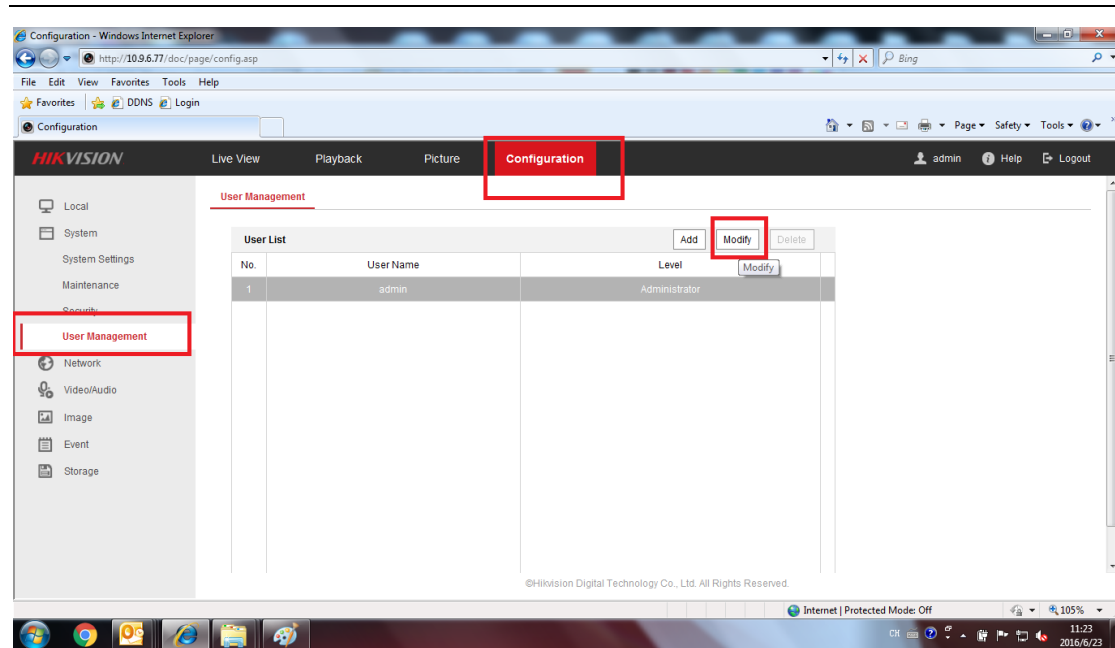 Configuration - Windows Internet Explorer
http://10.9.6.77/doc/page/config.asp
Bing
File Edit View Favorites Tools Help
Favorites DDNS Login
Configuration
Page Safety Tools
HIKVISION Live View Playback Picture Configuration admin Help Logout
User Management
Local
System
System Settings
Maintenance
Security
User Management
Network
Video/Audio
Image
Event
Storage
User List Add Modify Delete
No. User Name Level
Modify
1 admin Administrator
©Hikvision Digital Technology Co., Ltd. All Rights Reserved.
Internet | Protected Mode: Off 105%
CH 11:23
2016/6/23